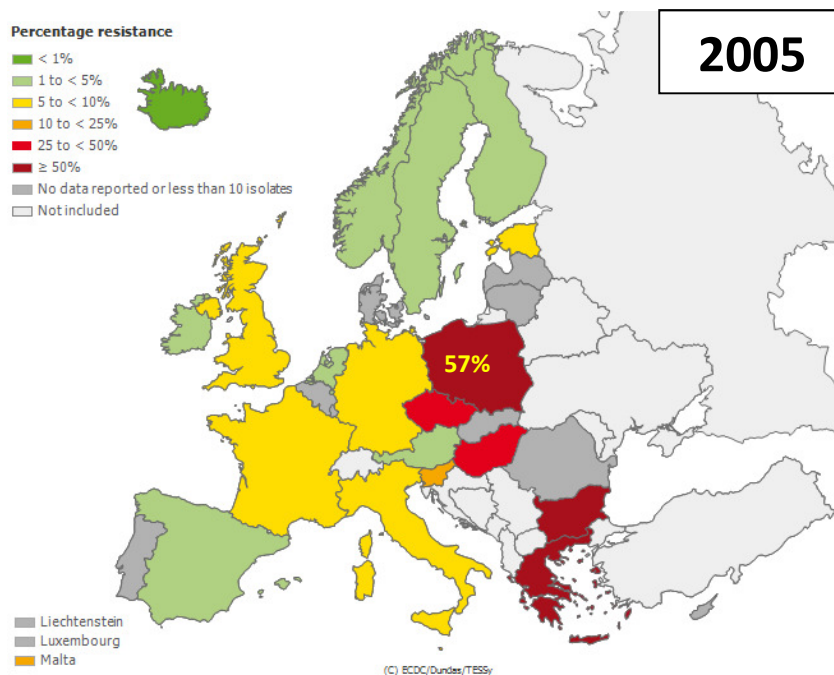 Percentage resistance
< 1%
1 to < 5%
5 to < 10%
10 to < 25%
25 to < 50%
≥ 50%
No data reported or less than 10 isolates
Not included
2005
57%
Liechtenstein
Luxembourg
Malta
(C) ECDC/Dundas/TESSy